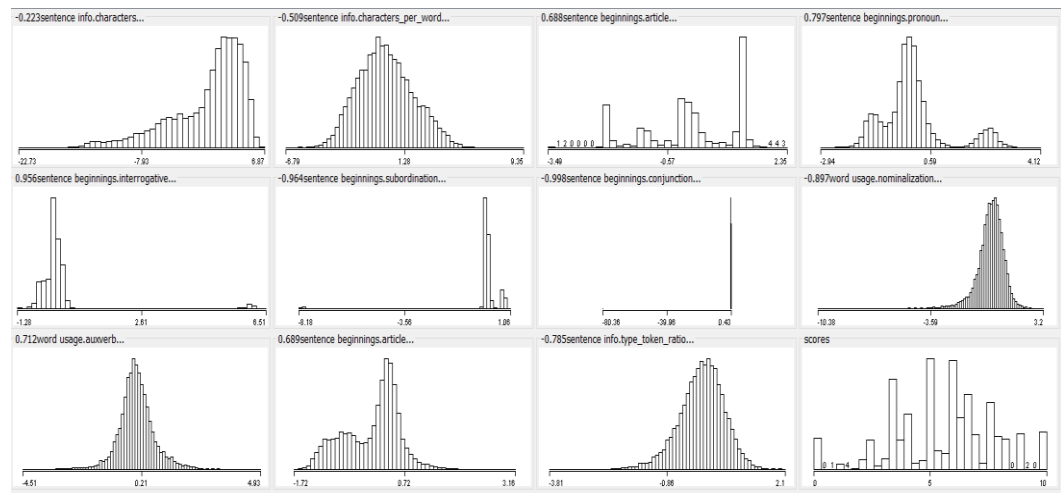 -0.223sentence info.characters...
-22.73 -7.93 6.87
-0.509sentence info.characters_per_word...
-6.79 1.28 9.35
0.688sentence beginnings.article...
1 2 0 0 0 0 4 4 3
-3.49 -0.57 2.35
0.797sentence beginnings.pronoun...
-2.94 0.59 4.12
0.956sentence beginnings.interrogative...
-1.28 2.61 6.51
-0.964sentence beginnings.subordination...
-8.18 -3.56 1.06
-0.998sentence beginnings.conjunction...
-80.36 -39.96 0.43
-0.897word usage.nominalization...
-10.38 -3.59 3.2
0.712word usage.auxverb...
-4.51 0.21 4.93
0.689sentence beginnings.article...
-1.72 0.72 3.16
-0.785sentence info.type_token_ratio...
-3.81 -0.86 2.1
scores
0 1 4 0 2 0
0 5 10